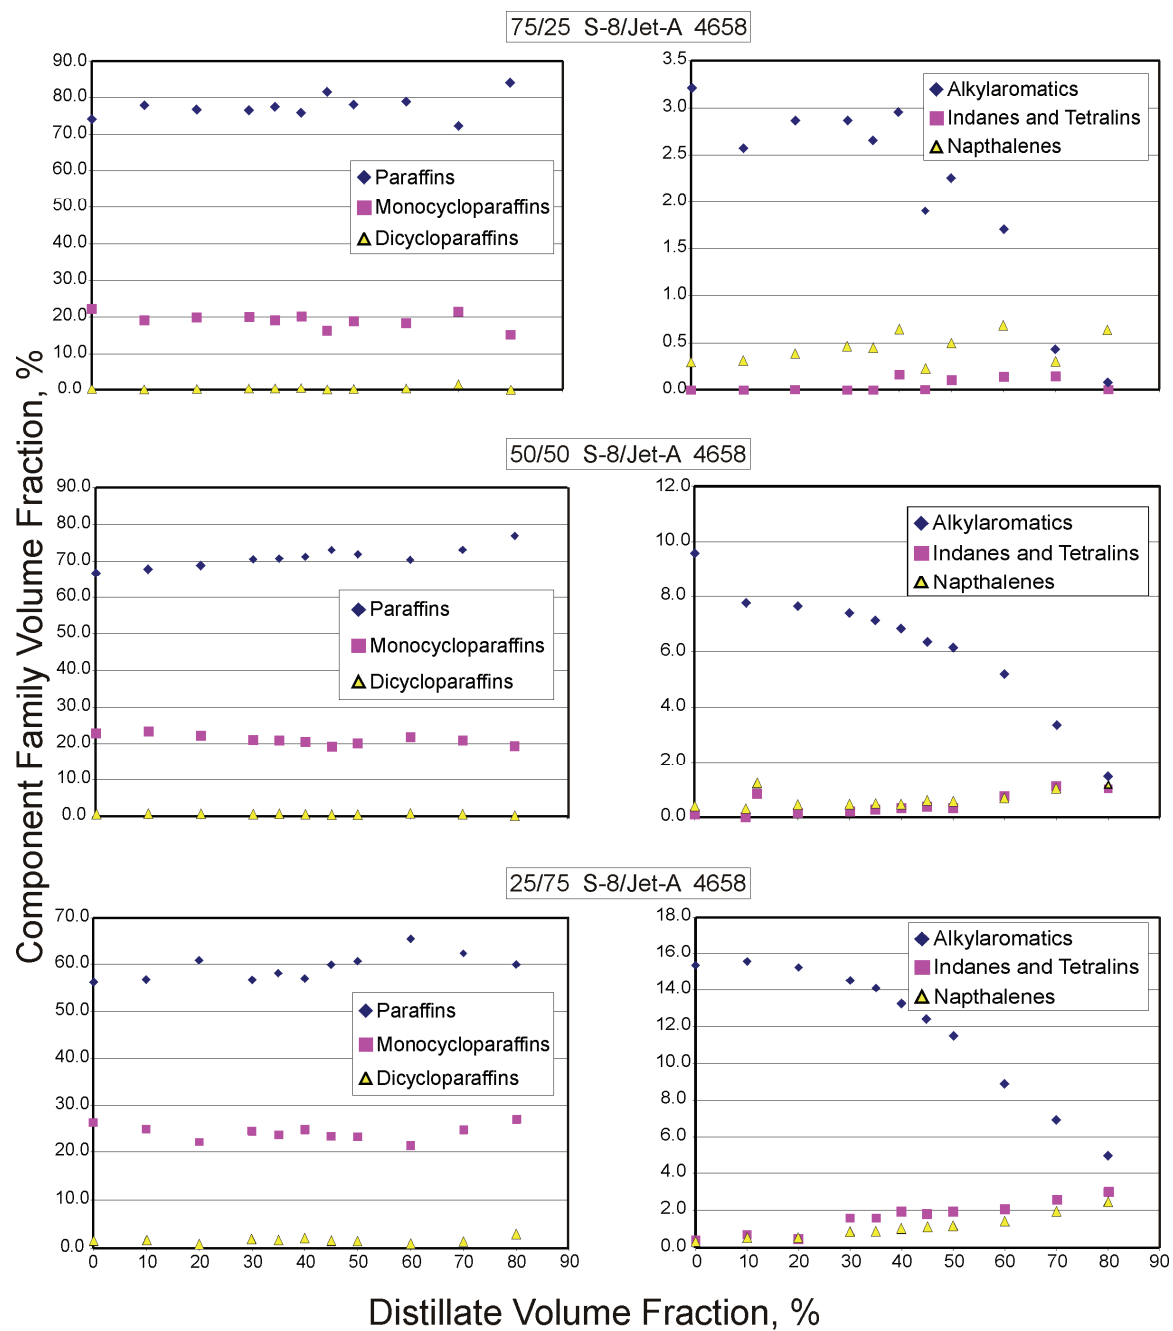 75/25 S-8/Jet-A 4658
90.0
80.0
70.0
60.0
50.0
40.0
30.0
20.0
10.0
0.0
Paraffins
Monocycloparaffins
Dicycloparaffins
3.5
3.0
2.5
2.0
1.5
1.0
0.5
0.0
Alkylaromatics
Indanes and Tetralins
Napthalenes
Component Family Volume Fraction, %
50/50 S-8/Jet-A 4658
90.0
80.0
70.0
60.0
50.0
40.0
30.0
20.0
10.0
0.0
Paraffins
Monocycloparaffins
Dicycloparaffins
12.0
10.0
8.0
6.0
4.0
2.0
0.0
Alkylaromatics
Indanes and Tetralins
Napthalenes
25/75 S-8/Jet-A 4658
70.0
60.0
50.0
40.0
30.0
20.0
10.0
0.0
Paraffins
Monocycloparaffins
Dicycloparaffins
0 10 20 30 40 50 60 70 80 90
18.0
16.0
14.0
12.0
10.0
8.0
6.0
4.0
2.0
0.0
Alkylaromatics
Indanes and Tetralins
Napthalenes
0 10 20 30 40 50 60 70 80 90
Distillate Volume Fraction, %